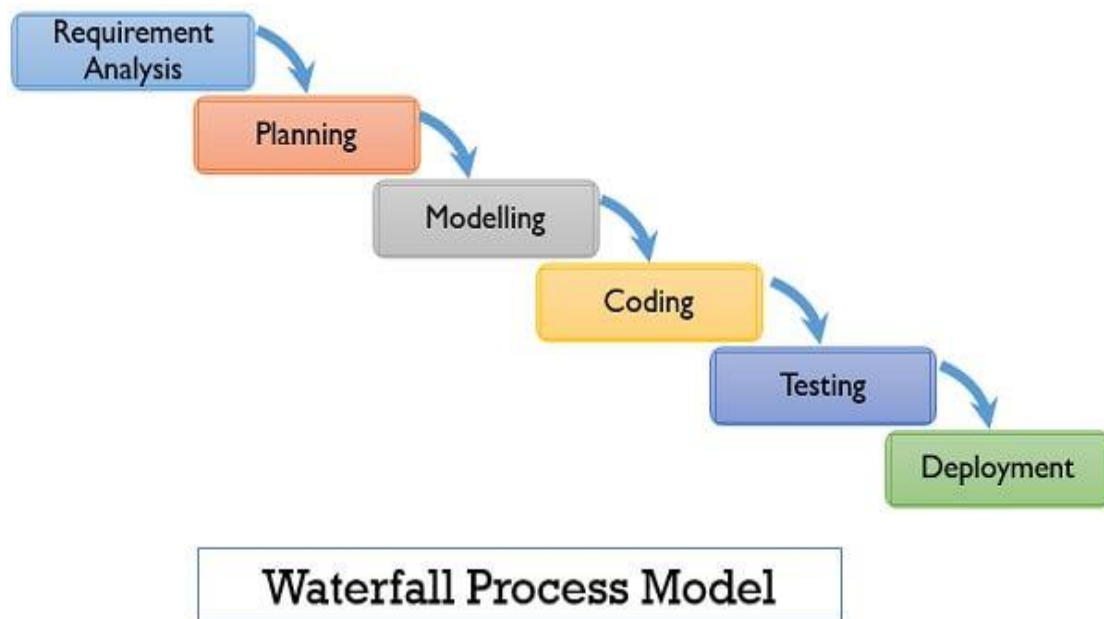 Requirement
Analysis
Planning
Modelling
Coding
Testing
Deployment
Waterfall Process Model